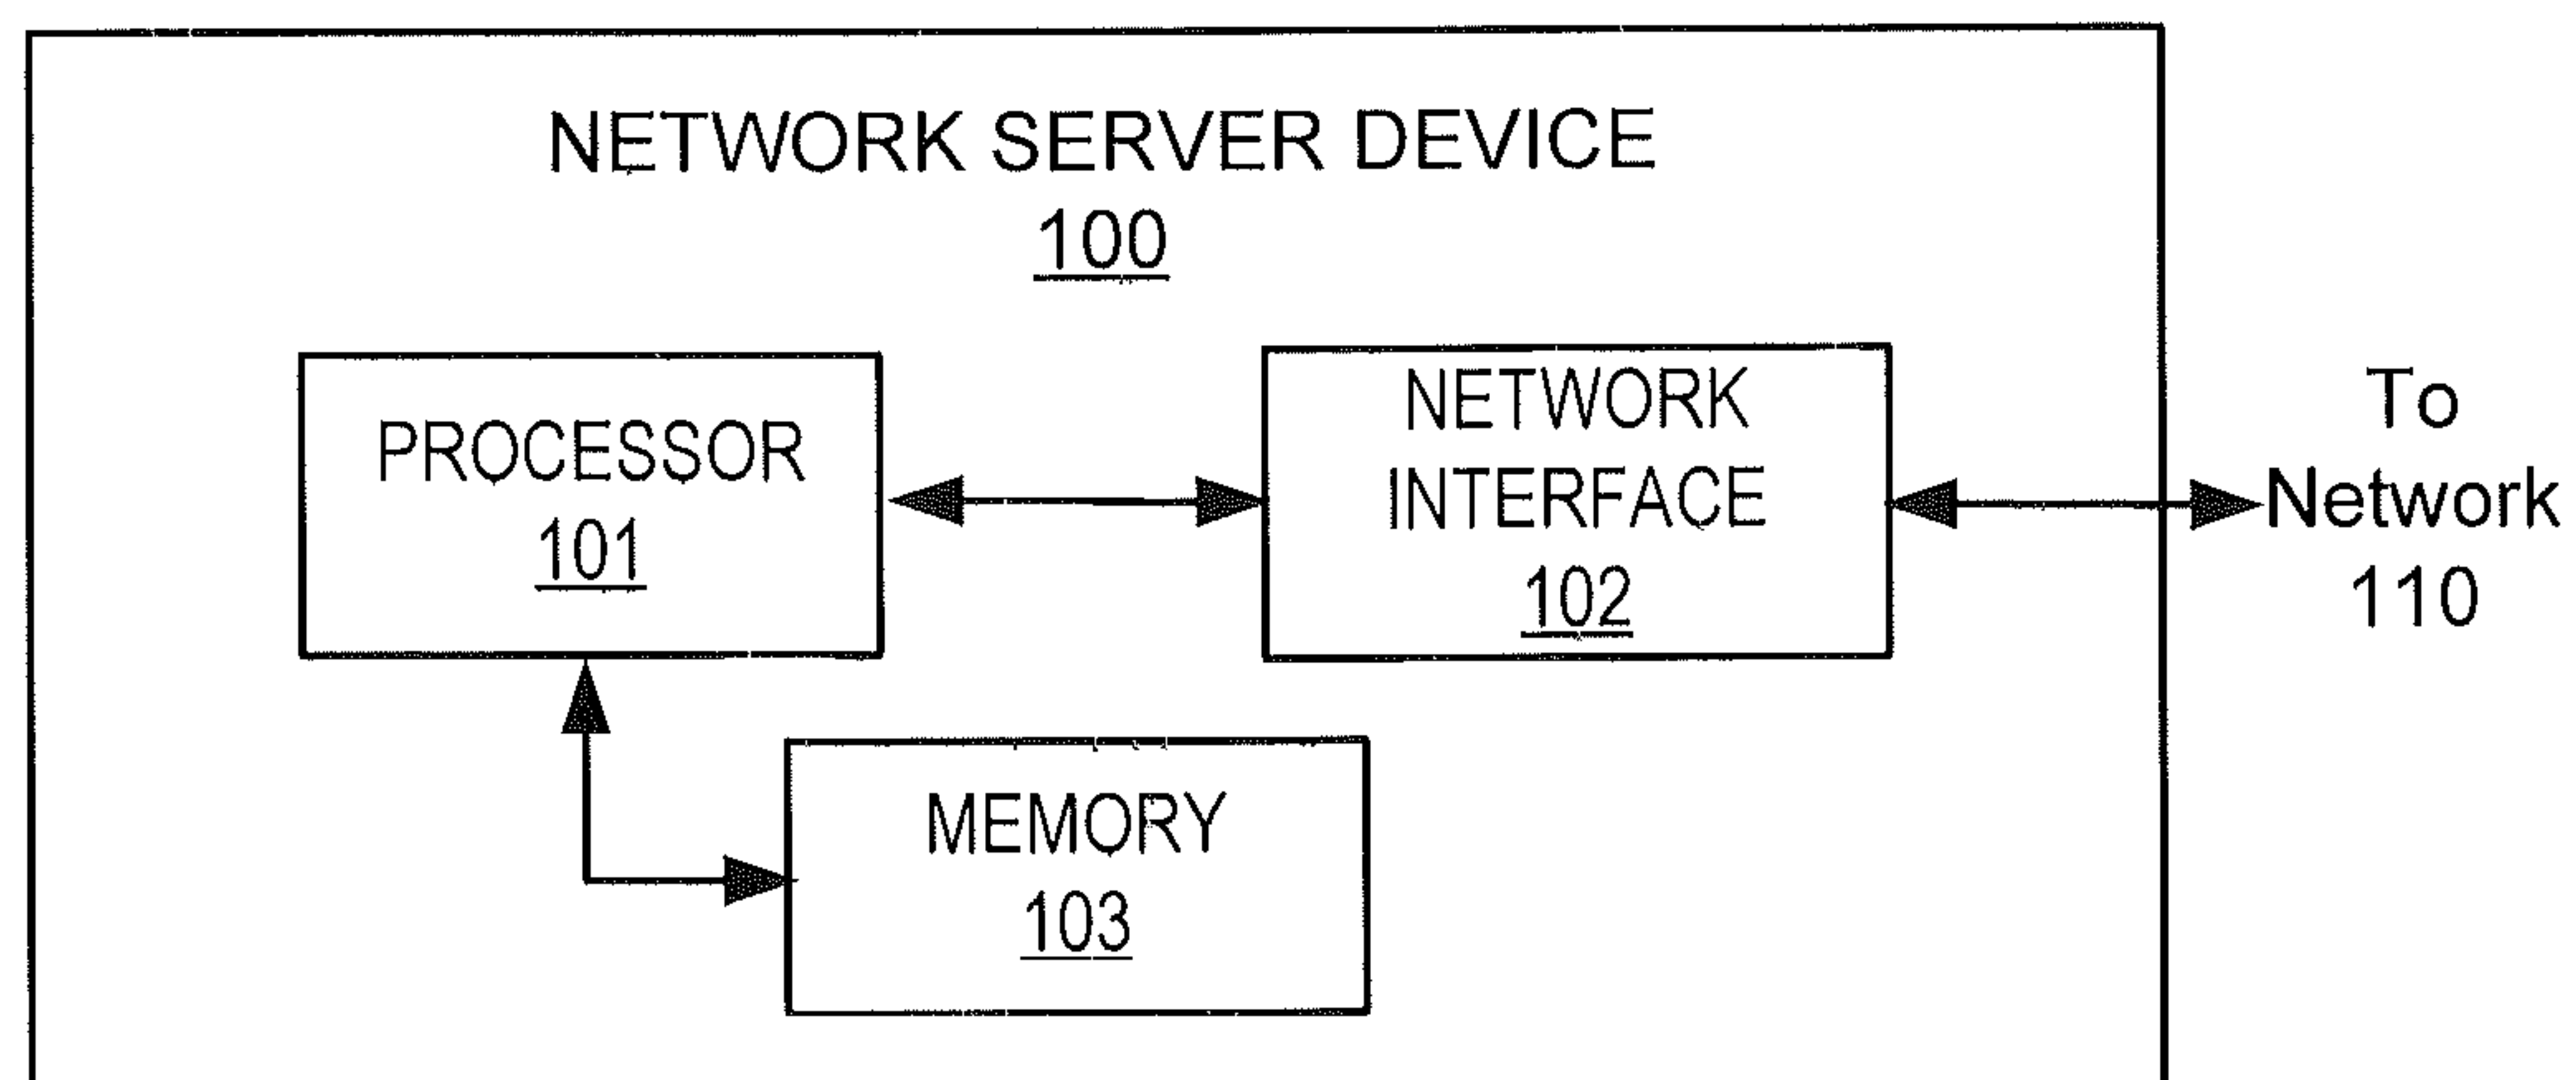 NETWORK SERVER DEVICE
100
PROCESSOR
101
NETWORK
INTERFACE
102
To
Network
110
MEMORY
103